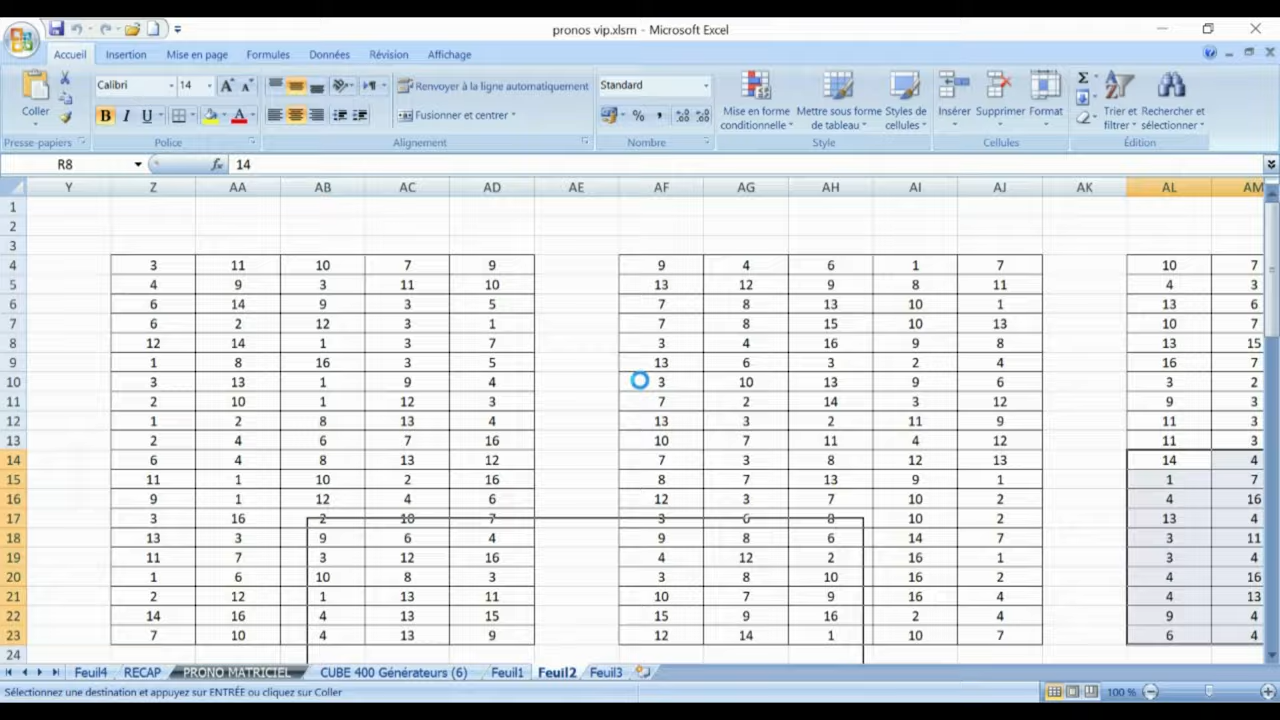 pronos vip.xlsm - Microsoft Excel
Accueil Insertion Mise en page Formules Données Révision Affichage
Calibri 14 Renvoyer à la ligne automatiquement Standard
Coller G I S Fusionner et centrer % Mise en forme conditionnelle Mettre sous forme de tableau Styles de cellules Insérer Supprimer Format Trier et filtrer Rechercher et sélectionner
Presse-papiers Police Alignement Nombre Style Cellules Édition
R8 fx 14
Y Z AA AB AC AD AE AF AG AH AI AJ AK AL AM
1
2
3
4 3 11 10 7 9 9 4 6 1 7 10 7
5 4 9 3 11 10 13 12 9 8 11 4 3
6 6 14 9 3 5 7 8 13 10 1 13 6
7 6 2 12 3 1 7 8 15 10 13 10 7
8 12 14 1 3 7 3 4 16 9 8 13 15
9 1 8 16 3 5 13 6 3 2 4 16 7
10 3 13 1 9 4 3 10 13 9 6 3 2
11 2 10 1 12 3 7 2 14 3 12 9 3
12 1 2 8 13 4 13 3 2 11 9 11 3
13 2 4 6 7 16 10 7 11 4 12 11 3
14 6 4 8 13 12 7 3 8 12 13 14 4
15 11 1 10 2 16 8 7 13 9 1 1 7
16 9 1 12 4 6 12 3 7 10 2 4 16
17 3 16 2 10 7 3 6 8 10 2 13 4
18 13 3 9 6 4 9 8 6 14 7 3 11
19 11 7 3 12 16 4 12 2 16 1 3 4
20 1 6 10 8 3 3 8 10 16 2 4 16
21 2 12 1 13 11 10 7 9 16 4 4 13
22 14 16 4 13 15 15 9 16 2 4 9 4
23 7 10 4 13 9 12 14 1 10 7 6 4
24
Feuil4 RECAP PRONO MATRICIEL CUBE 400 Générateurs (6) Feuil1 Feuil2 Feuil3
Sélectionnez une destination et appuyez sur ENTRÉE ou cliquez sur Coller 100 %